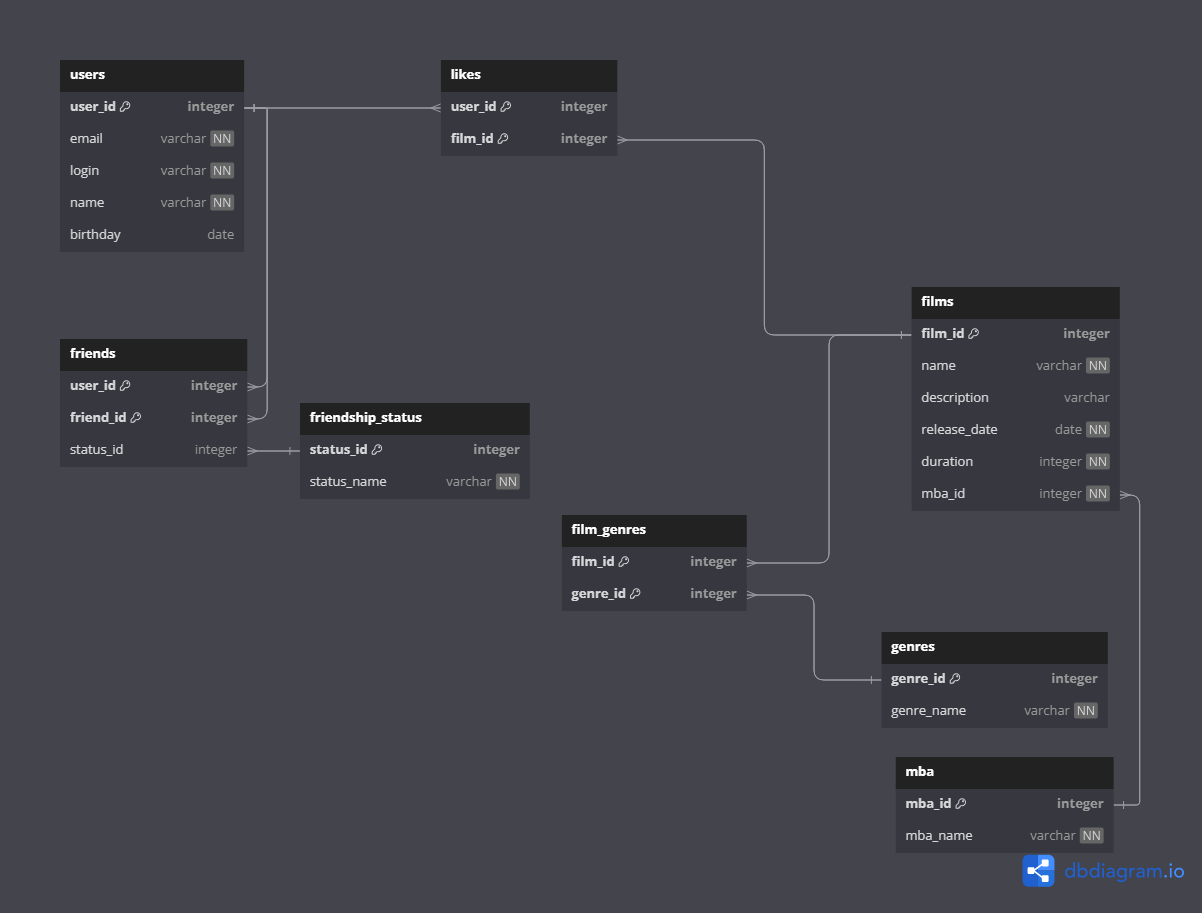 users
user_id integer
email varchar NN
login varchar NN
name varchar NN
birthday date
likes
user_id integer
film_id integer
films
film_id integer
name varchar NN
description varchar
release_date date NN
duration integer NN
mba_id integer NN
friends
user_id integer
friend_id integer
status_id integer
friendship_status
status_id integer
status_name varchar NN
film_genres
film_id integer
genre_id integer
genres
genre_id integer
genre_name varchar NN
mba
mba_id integer
mba_name varchar NN
dbdiagram.io